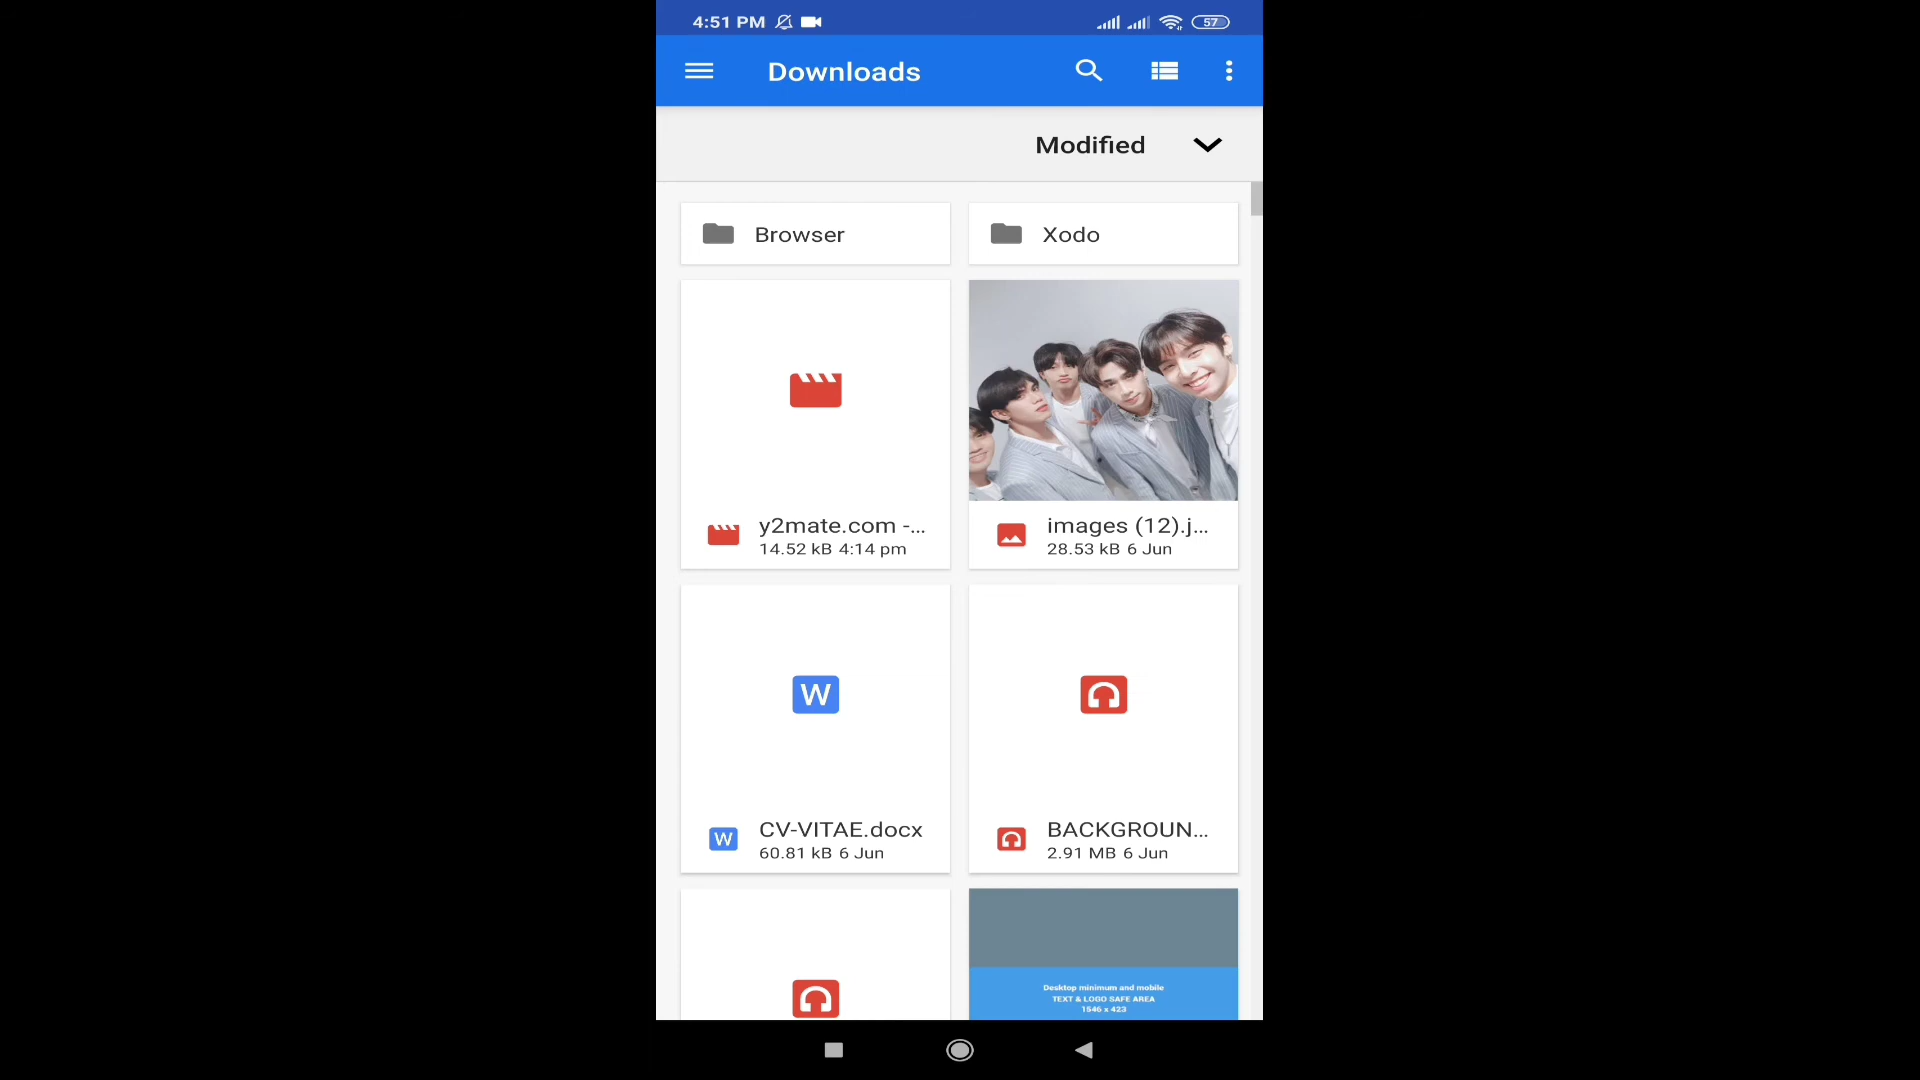 4:51 PM
57
Downloads
Modified
Browser
Xodo
y2mate.com -...
14.52 kB 4:14 pm
images (12).j...
28.53 kB 6 Jun
W
W
CV-VITAE.docx
60.81 kB 6 Jun
BACKGROUN...
2.91 MB 6 Jun
Desktop minimum and mobile
TEXT & LOGO SAFE AREA
1546 x 423